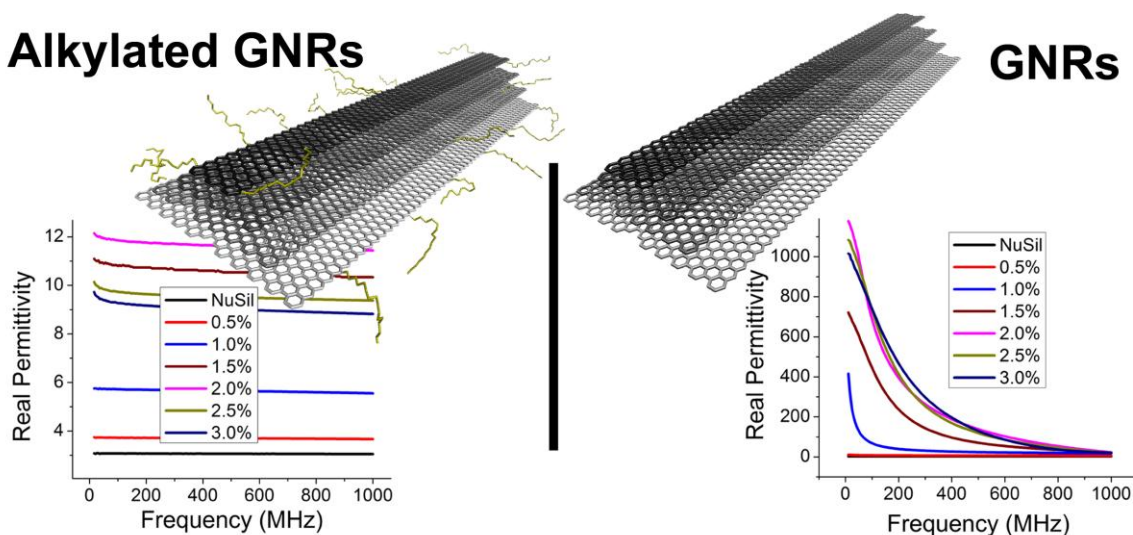 Alkylated GNRs
GNRs
12
10
8
6
4
Real Permittivity
NuSil
0.5%
1.0%
1.5%
2.0%
2.5%
3.0%
0 200 400 600 800 1000
Frequency (MHz)
1000
800
600
400
200
0
Real Permittivity
NuSil
0.5%
1.0%
1.5%
2.0%
2.5%
3.0%
0 200 400 600 800 1000
Frequency (MHz)